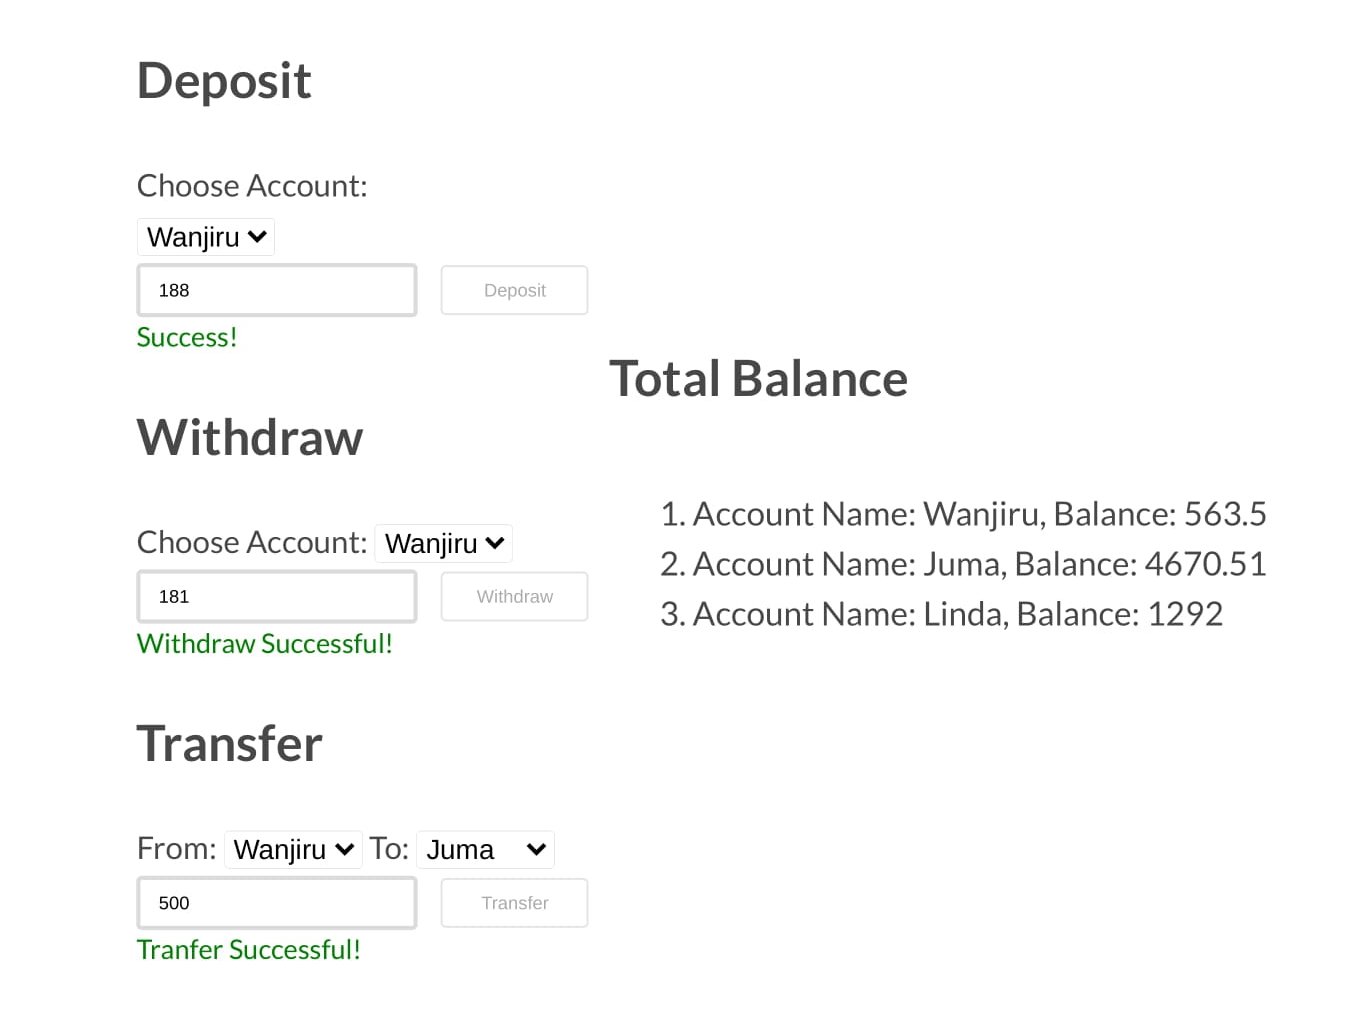 Deposit
Choose Account:
Wanjiru
188
Deposit
Success!
Withdraw
Choose Account: Wanjiru
181
Withdraw
Withdraw Successful!
Transfer
From: Wanjiru To: Juma
500
Transfer
Tranfer Successful!
Total Balance
1. Account Name: Wanjiru, Balance: 563.5
2. Account Name: Juma, Balance: 4670.51
3. Account Name: Linda, Balance: 1292